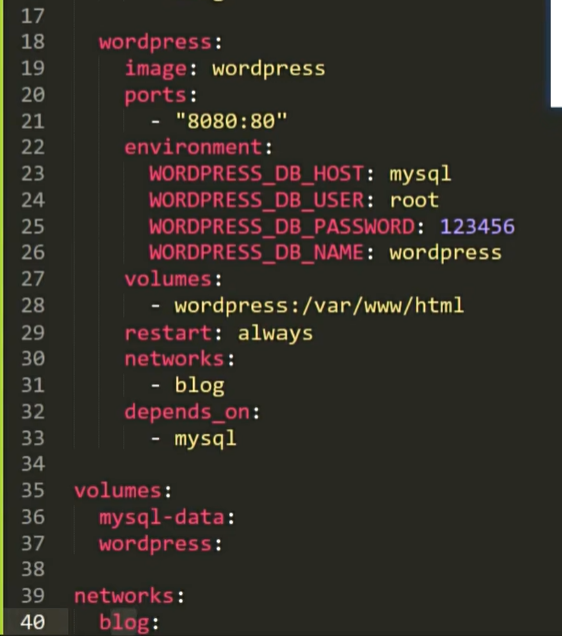 17
18 wordpress:
19 image: wordpress
20 ports:
21 - "8080:80"
22 environment:
23 WORDPRESS_DB_HOST: mysql
24 WORDPRESS_DB_USER: root
25 WORDPRESS_DB_PASSWORD: 123456
26 WORDPRESS_DB_NAME: wordpress
27 volumes:
28 - wordpress:/var/www/html
29 restart: always
30 networks:
31 - blog
32 depends_on:
33 - mysql
34
35 volumes:
36 mysql-data:
37 wordpress:
38
39 networks:
40 blog: